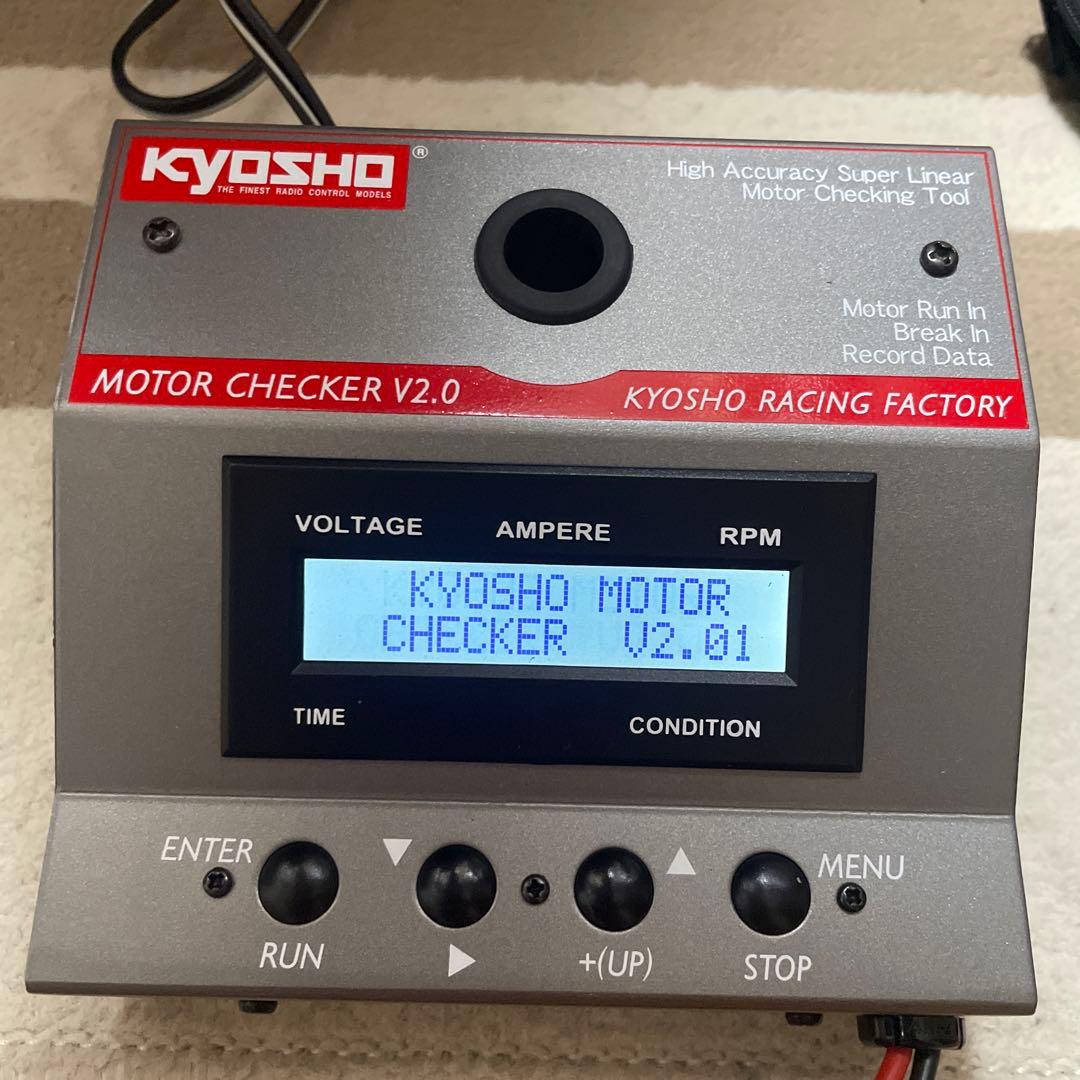 KYOSHO®
THE FINEST RADIO CONTROL MODELS
High Accuracy Super Linear
Motor Checking Tool
Motor Run In
Break In
Record Data
MOTOR CHECKER V2.0
KYOSHO RACING FACTORY
VOLTAGE AMPERE RPM
KYOSHO MOTOR
CHECKER V2.01
TIME CONDITION
ENTER ▼ ▲ MENU
RUN ▶ +(UP) STOP